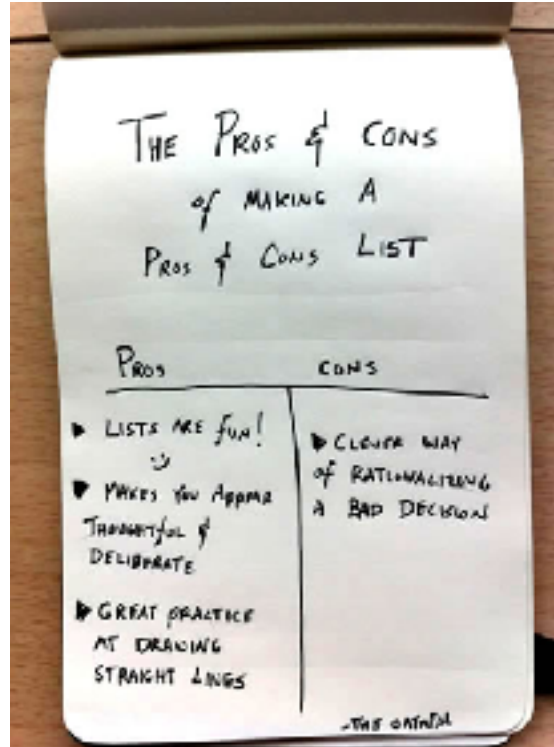 THE PROS & CONS
of MAKING A
PROS & CONS LIST
PROS
CONS
LISTS ARE fUN!
MAKES YOU APPEAR
THOUGHTFUL &
DELIBERATE
GREAT PRACTICE
AT DRAWING
STRAIGHT LINES
CLEVER WAY
of RATIONALIZING
A BAD DECISION
-THE OATMEAL